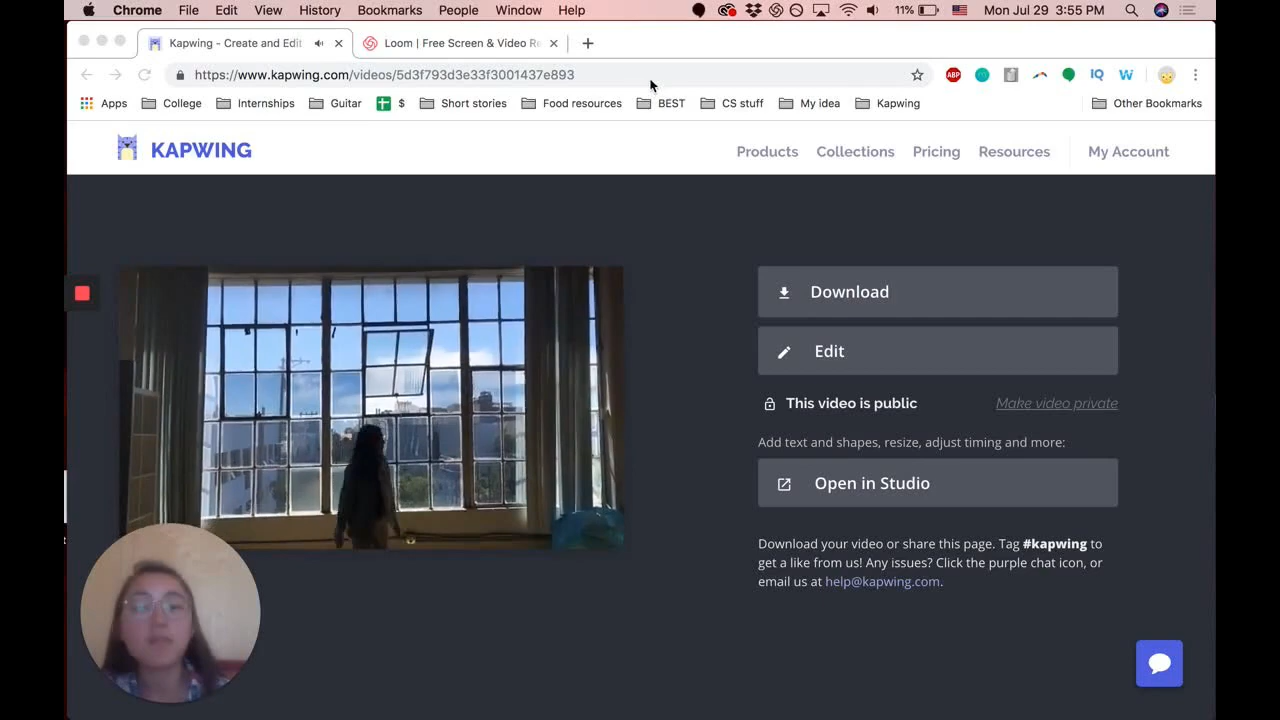 Chrome File Edit View History Bookmarks People Window Help 11% Mon Jul 29 3:55 PM
Kapwing - Create and Edit
Loom | Free Screen & Video Re
https://www.kapwing.com/videos/5d3f793d3e33f3001437e893 ABP IQ W
Apps College Internships Guitar $ Short stories Food resources BEST CS stuff My idea Kapwing Other Bookmarks
KAPWING Products Collections Pricing Resources My Account
Download
Edit
This video is public Make video private
Add text and shapes, resize, adjust timing and more:
Open in Studio
Download your video or share this page. Tag #kapwing to
get a like from us! Any issues? Click the purple chat icon, or
email us at help@kapwing.com.